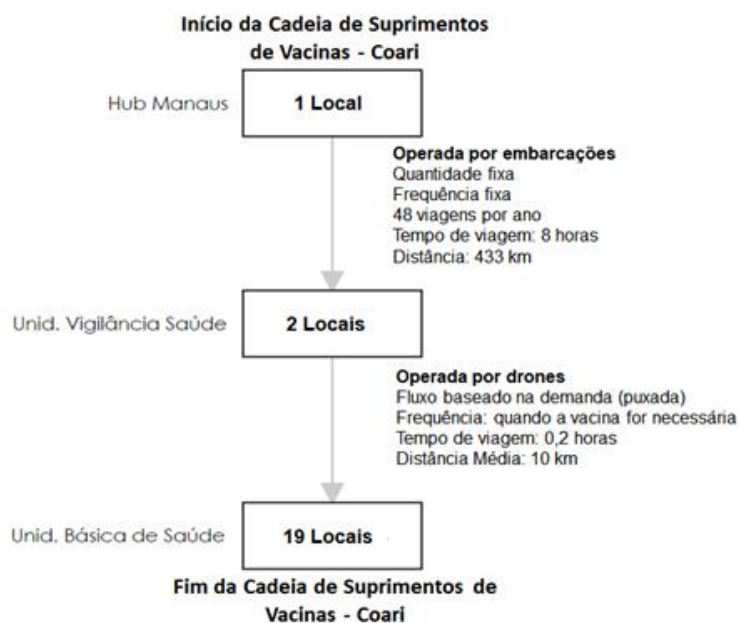 Início da Cadeia de Suprimentos
de Vacinas - Coari
Hub Manaus
1 Local
Operada por embarcações
Quantidade fixa
Frequência fixa
48 viagens por ano
Tempo de viagem: 8 horas
Distância: 433 km
Unid. Vigilância Saúde
2 Locais
Operada por drones
Fluxo baseado na demanda (puxada)
Frequência: quando a vacina for necessária
Tempo de viagem: 0,2 horas
Distância Média: 10 km
Unid. Básica de Saúde
19 Locais
Fim da Cadeia de Suprimentos de
Vacinas - Coari